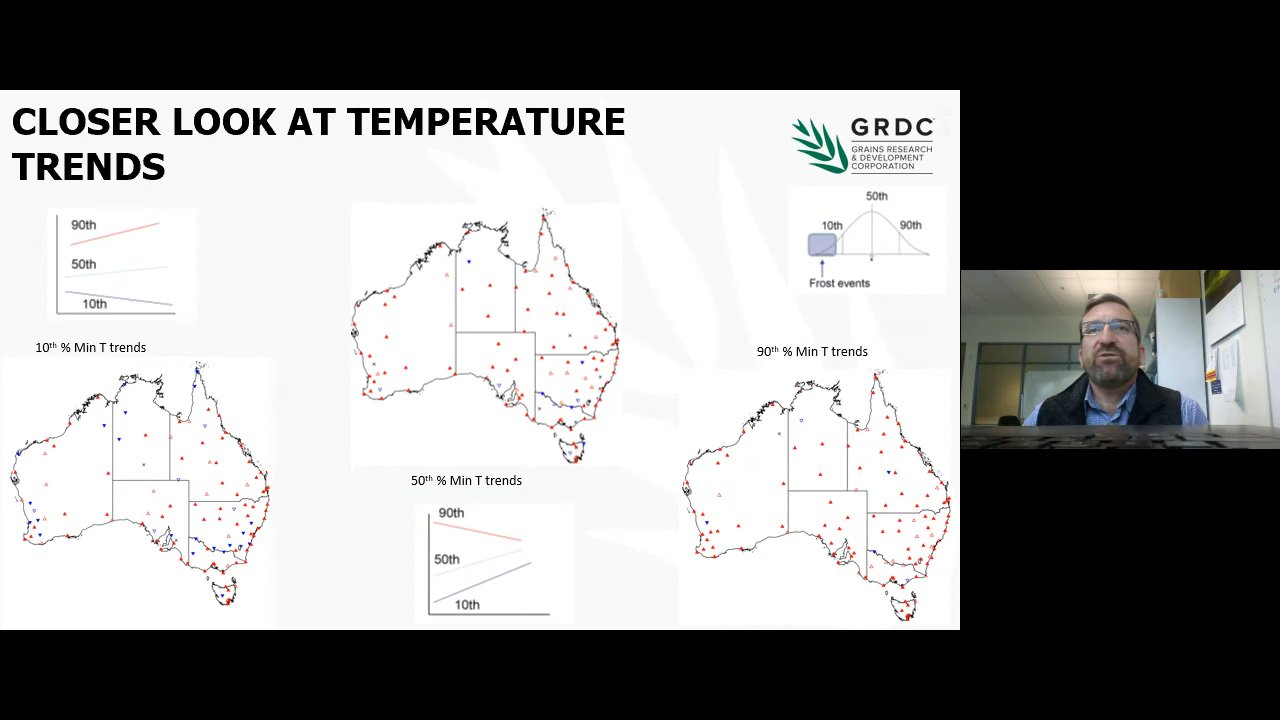 CLOSER LOOK AT TEMPERATURE
TRENDS
GRDC
GRAINS RESEARCH
& DEVELOPMENT
CORPORATION
90th
50th
10th
50th
10th
90th
Frost events
10th % Min T trends
90th % Min T trends
50th % Min T trends
90th
50th
10th